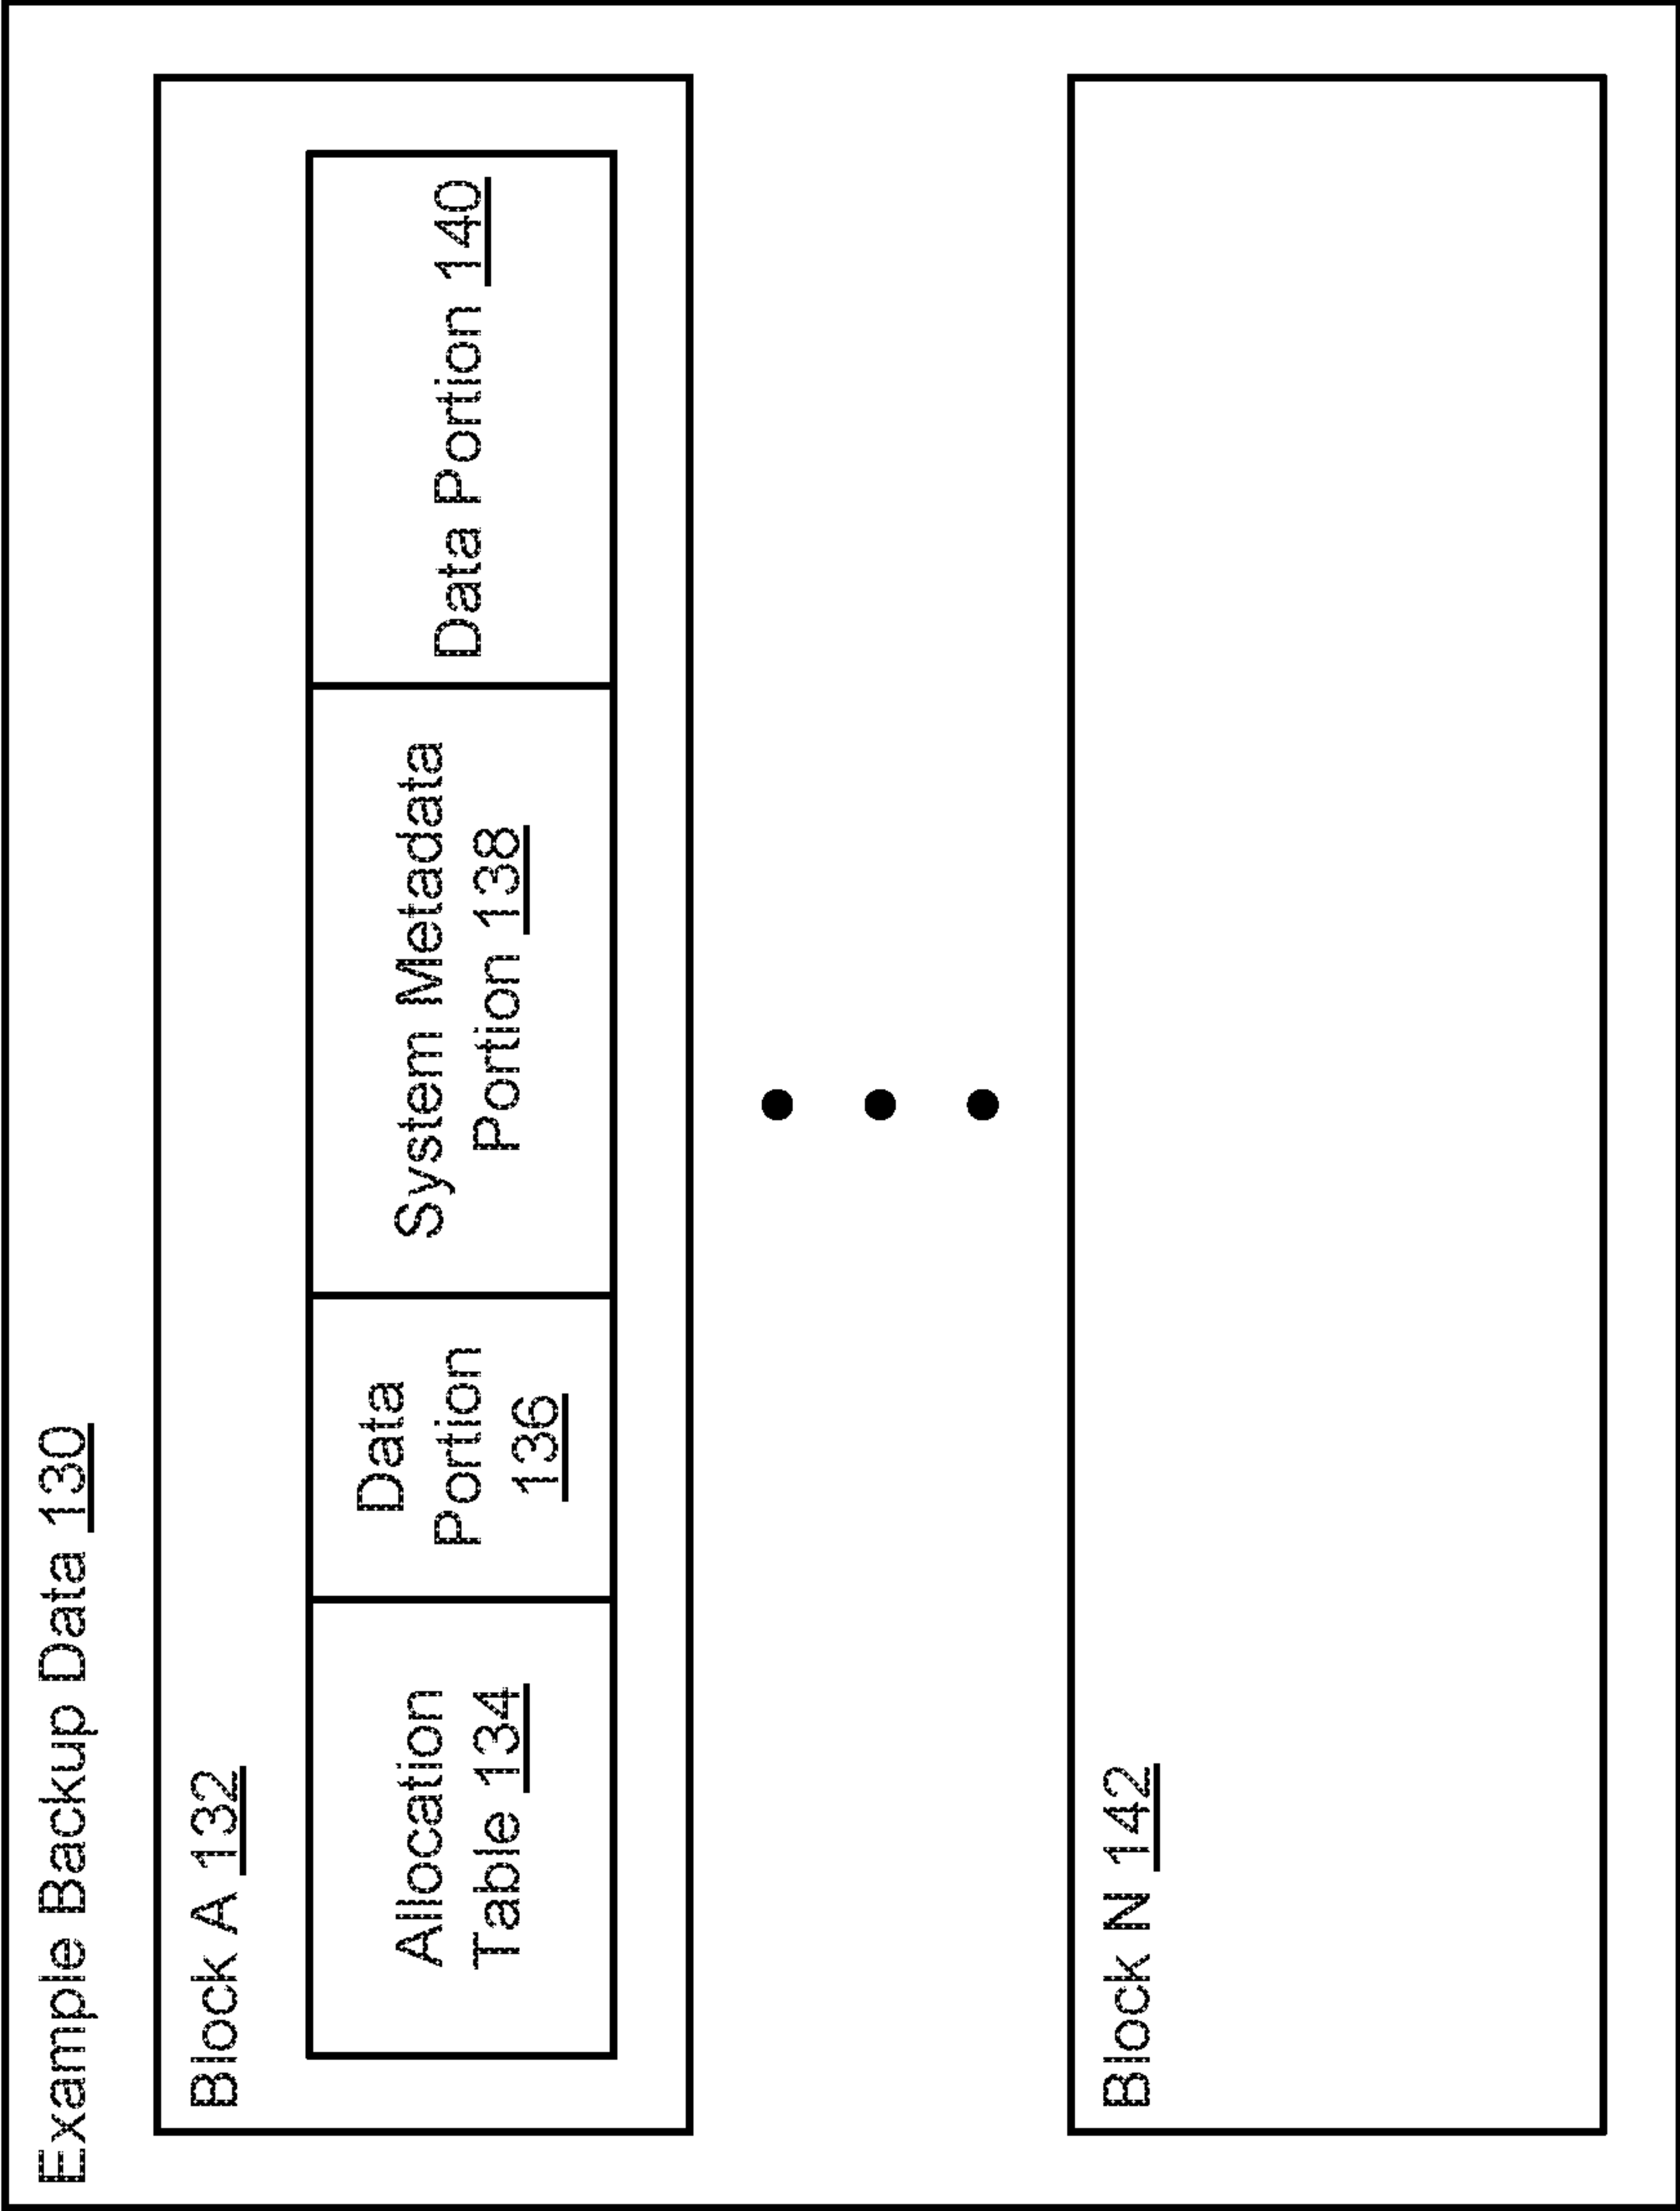 Example Backup Data 130
Block A 132
Allocation
Table 134
Data
Portion
136
System Metadata
Portion 138
Data Portion 140
Block N 142